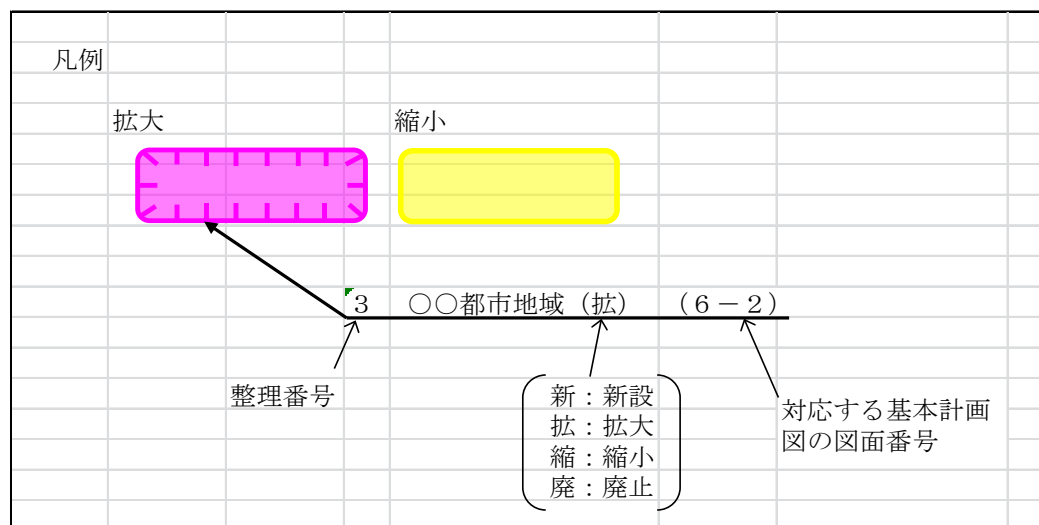 凡例
拡大
縮小
3 ○○都市地域（拡） （６－２）
整理番号
新：新設
拡：拡大
縮：縮小
廃：廃止
対応する基本計画
図の図面番号